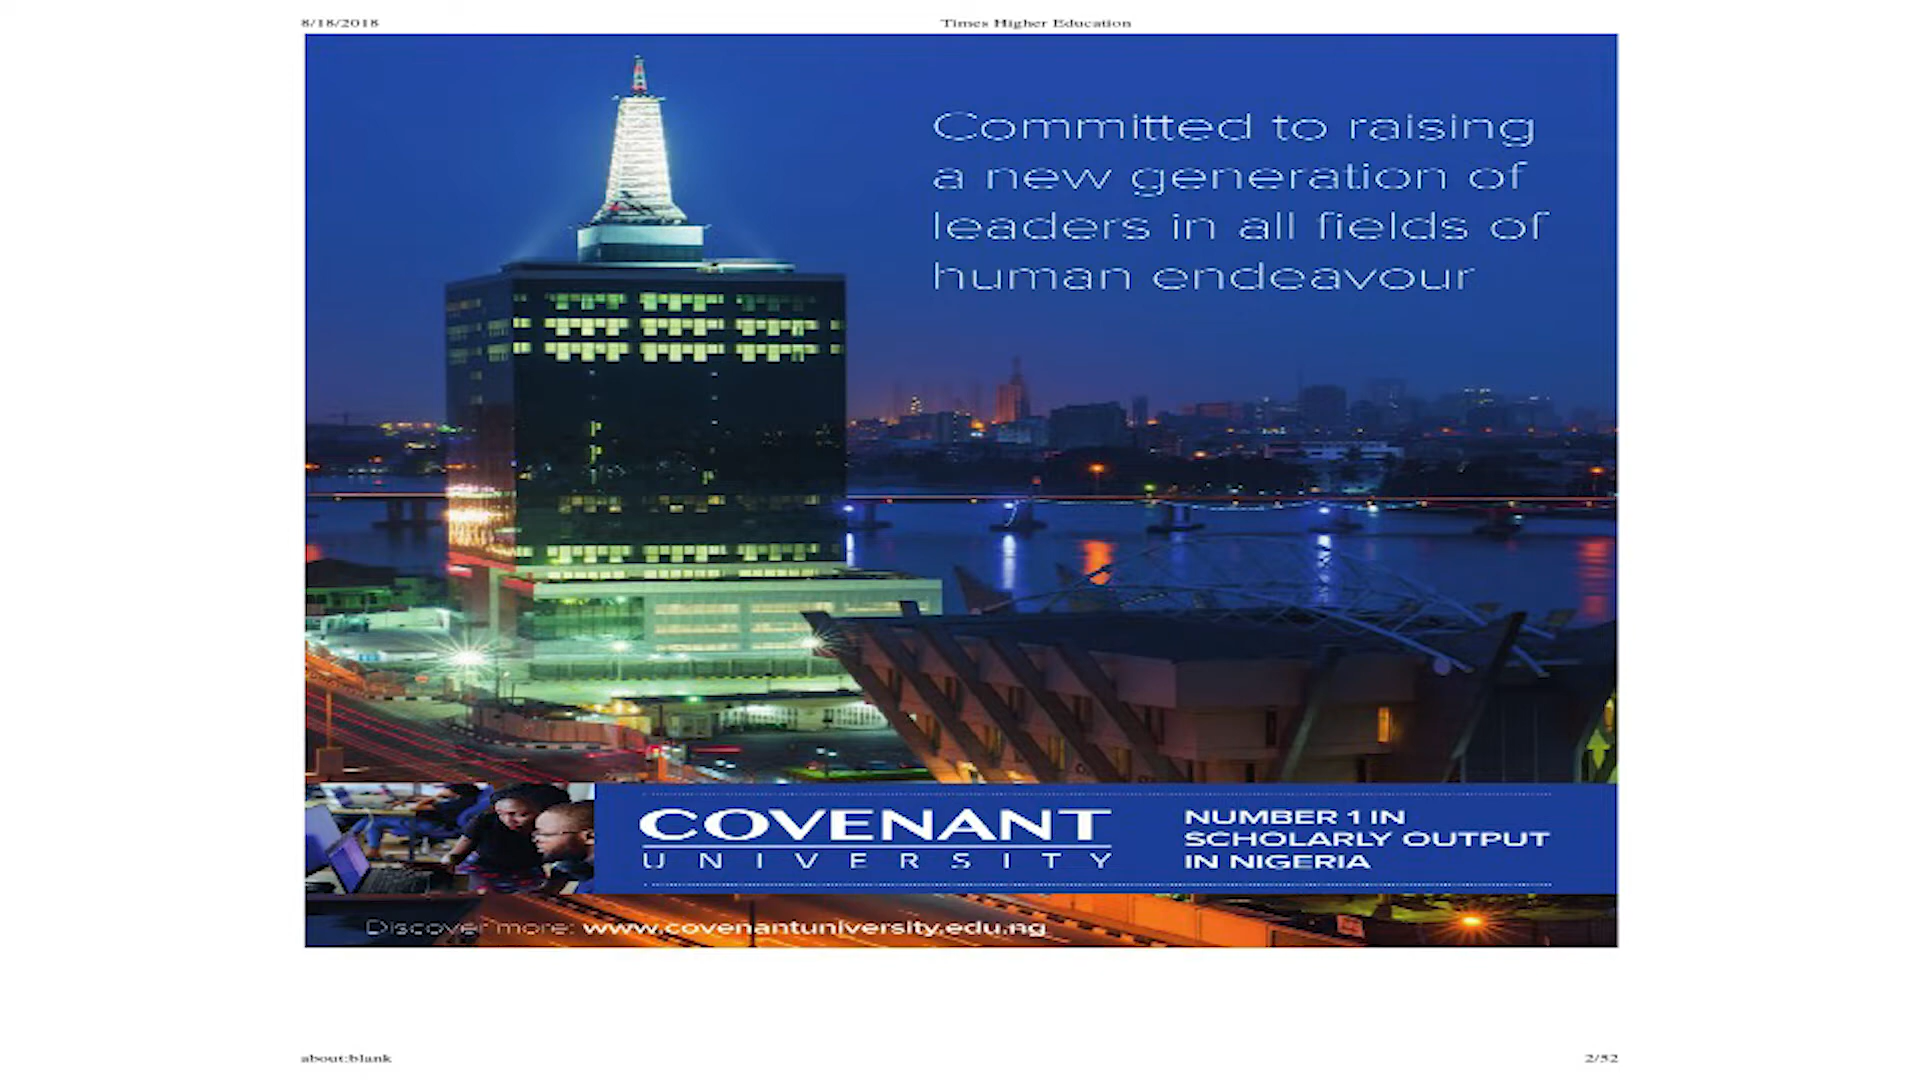 8/18/2018
Times Higher Education
Committed to raising
a new generation of
leaders in all fields of
human endeavour
COVENANT
UNIVERSITY
NUMBER 1 IN
SCHOLARLY OUTPUT
IN NIGERIA
Discover more: www.covenantuniversity.edu.ng
about:blank
2/52